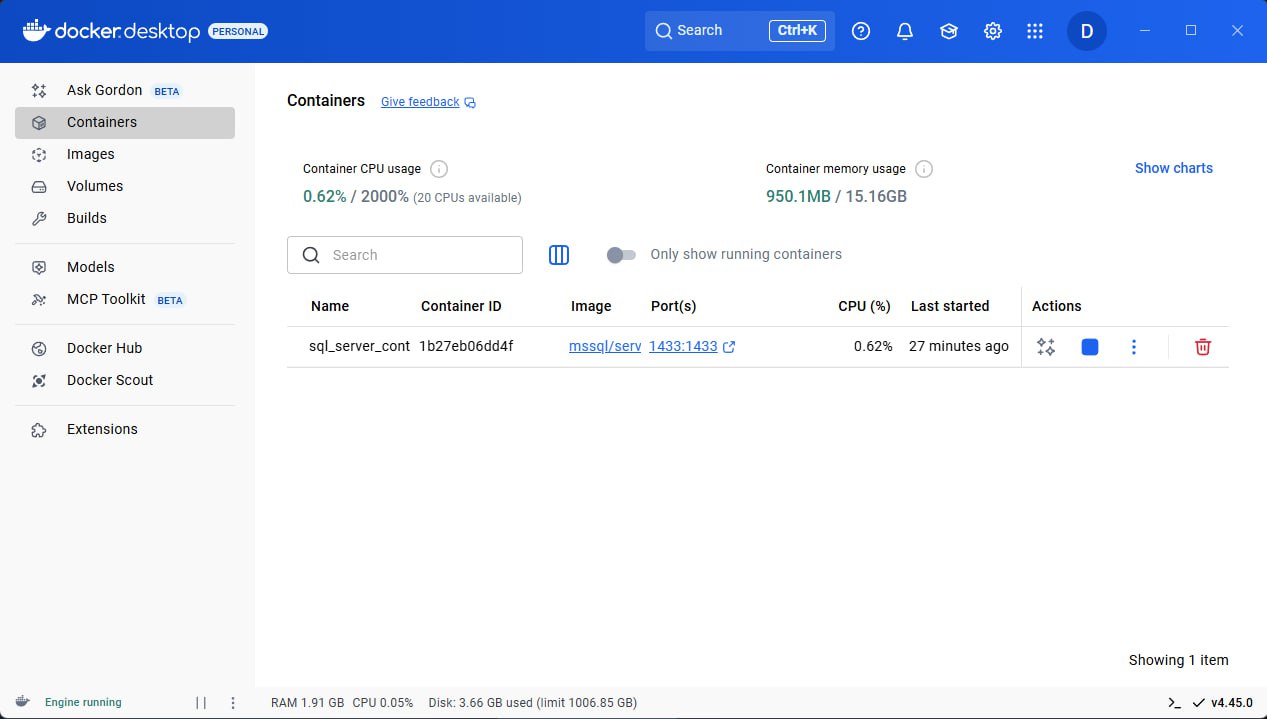 docker.desktop PERSONAL Search Ctrl+K D
Ask Gordon BETA
Containers
Images
Volumes
Builds
Models
MCP Toolkit BETA
Docker Hub
Docker Scout
Extensions
Containers Give feedback
Container CPU usage
0.62% / 2000% (20 CPUs available)
Container memory usage
950.1MB / 15.16GB
Show charts
Search
Only show running containers
Name Container ID Image Port(s) CPU (%) Last started Actions
sql_server_cont 1b27eb06dd4f mssql/serv 1433:1433 0.62% 27 minutes ago
Showing 1 item
Engine running RAM 1.91 GB CPU 0.05% Disk: 3.66 GB used (limit 1006.85 GB) v4.45.0